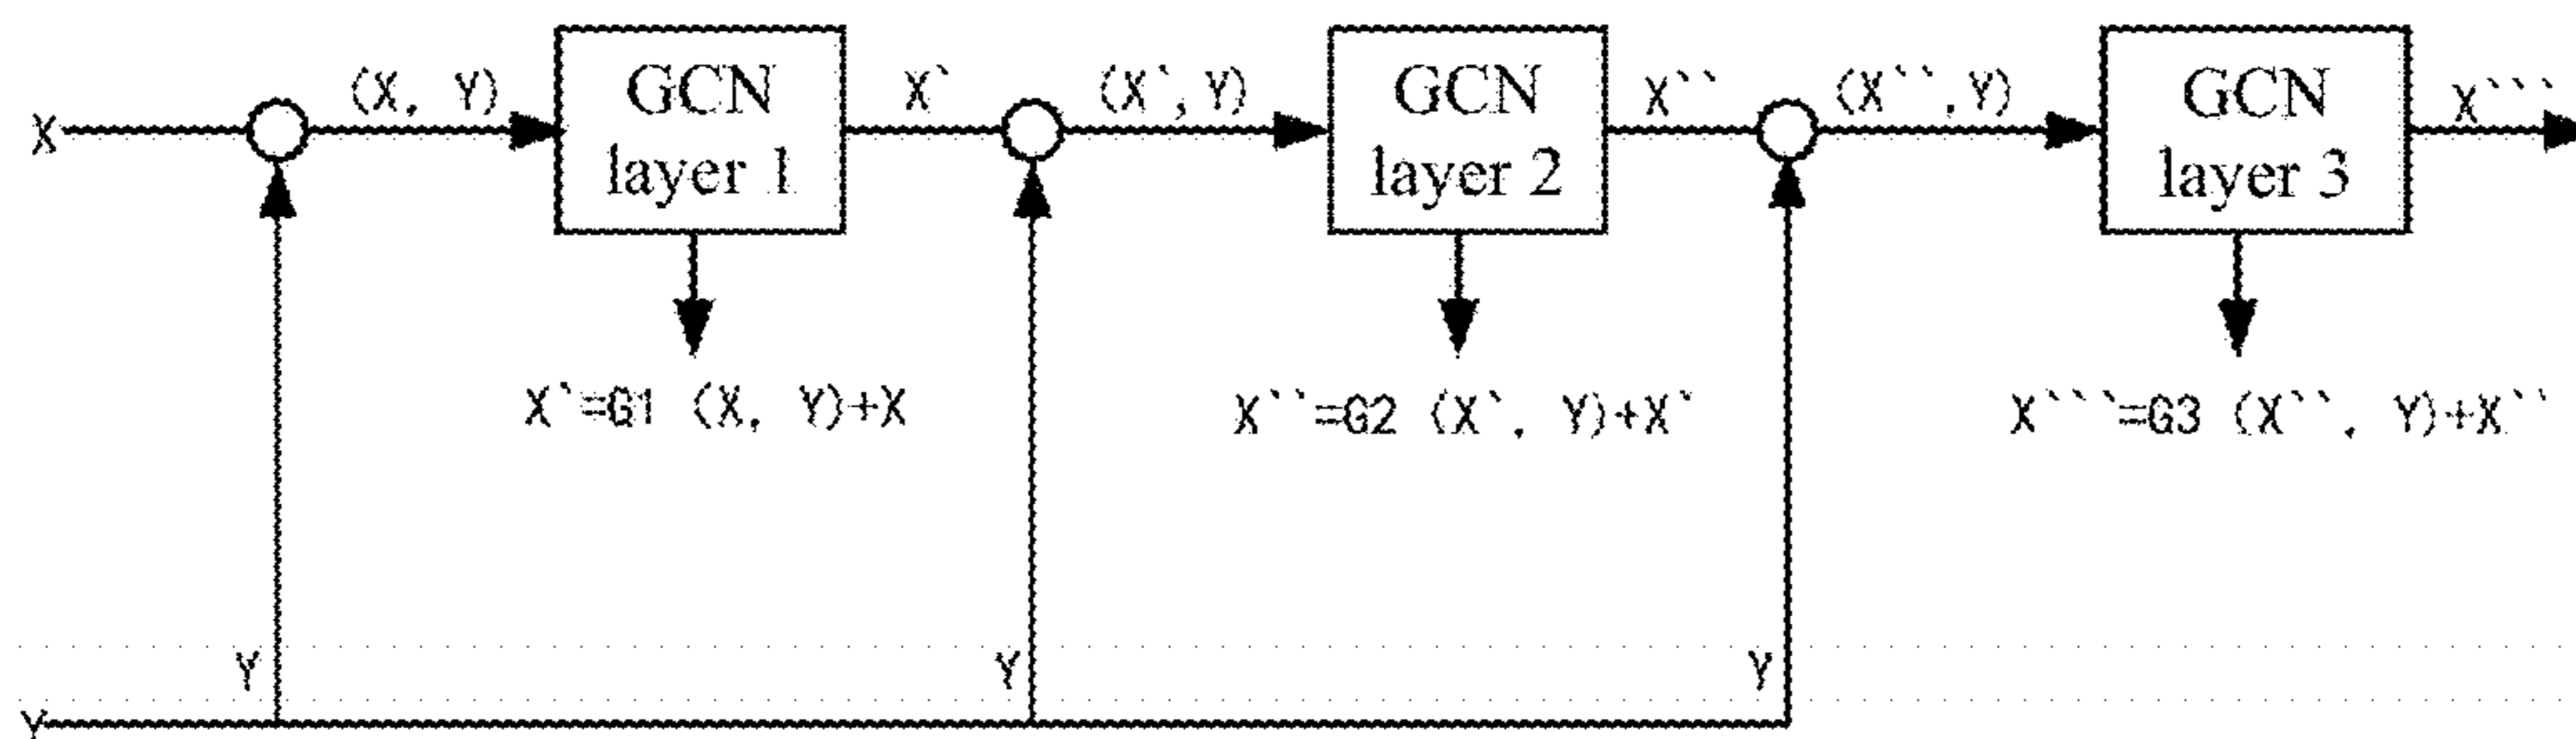 X
(X, Y)
GCN
layer 1
X`
(X`, Y)
GCN
layer 2
X``
(X``, Y)
GCN
layer 3
X```
X`=G1 (X, Y)+X
X``=G2 (X`, Y)+X`
X```=G3 (X``, Y)+X``
Y
Y
Y
Y